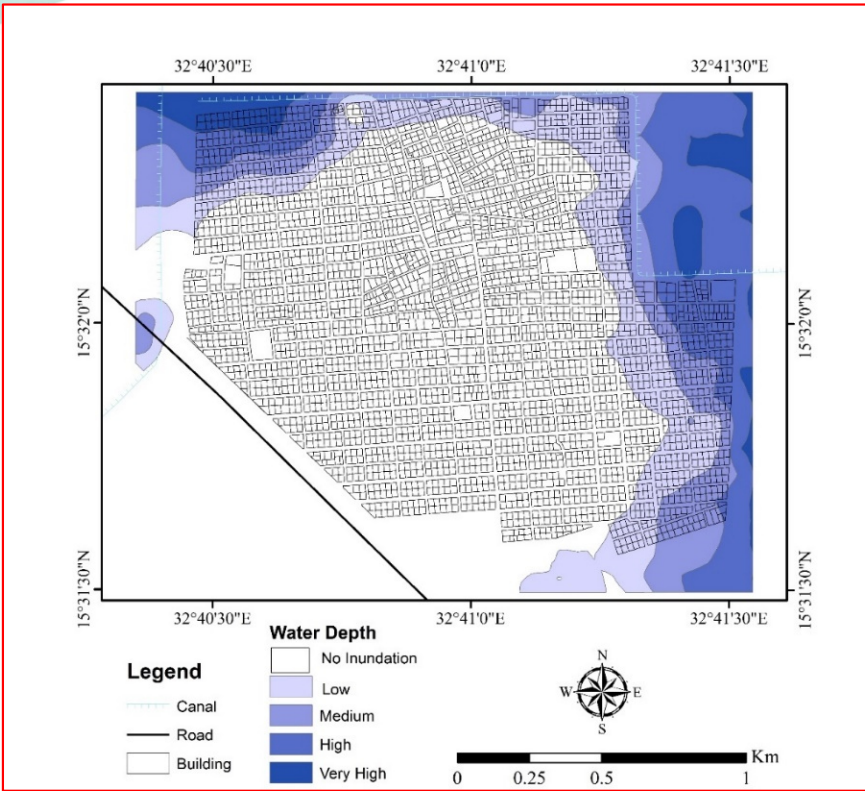 32°40'30"E 32°41'0"E 32°41'30"E
15°32'0"N 15°32'0"N
15°31'30"N 15°31'30"N
32°40'30"E 32°41'0"E 32°41'30"E
Legend
Canal
Road
Building
Water Depth
No Inundation
Low
Medium
High
Very High
N
W E
S
Km
0 0.25 0.5 1